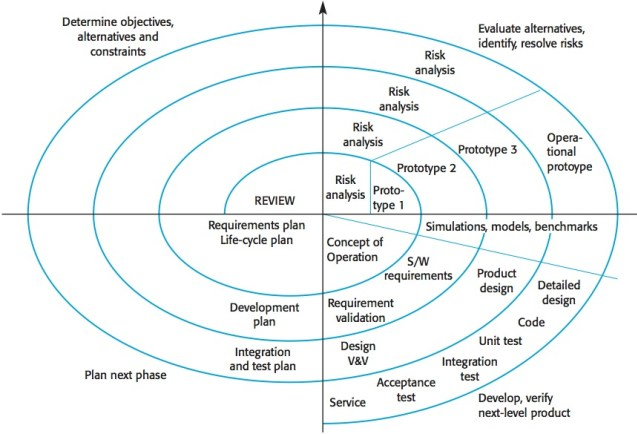 Determine objectives,
alternatives and
constraints
Evaluate alternatives,
identify, resolve risks
Risk
analysis
Risk
analysis
Risk
analysis
Opera-
tional
protoype
Prototype 3
Prototype 2
Risk
analysis
Proto-
type 1
REVIEW
Requirements plan
Life-cycle plan
Simulations, models, benchmarks
Concept of
Operation
S/W
requirements
Product
design
Detailed
design
Development
plan
Requirement
validation
Code
Unit test
Integration
and test plan
Design
V&V
Integration
test
Plan next phase
Acceptance
test
Service
Develop, verify
next-level product